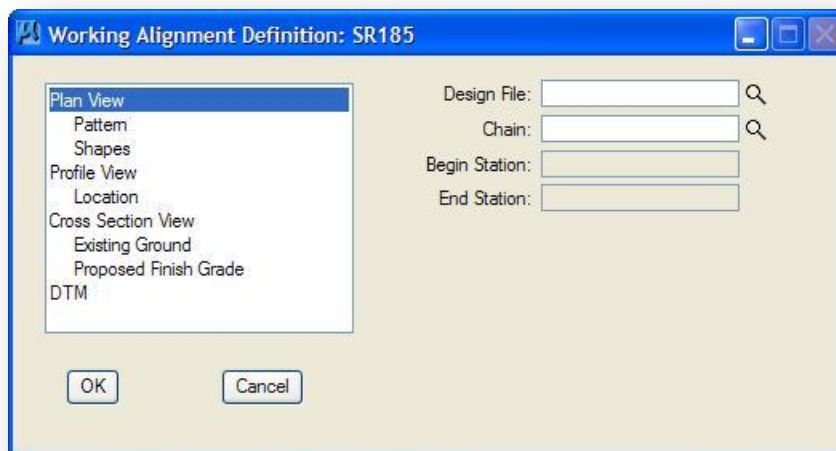 Working Alignment Definition: SR185
Plan View
Pattern
Shapes
Profile View
Location
Cross Section View
Existing Ground
Proposed Finish Grade
DTM
Design File:
Chain:
Begin Station:
End Station:
OK
Cancel